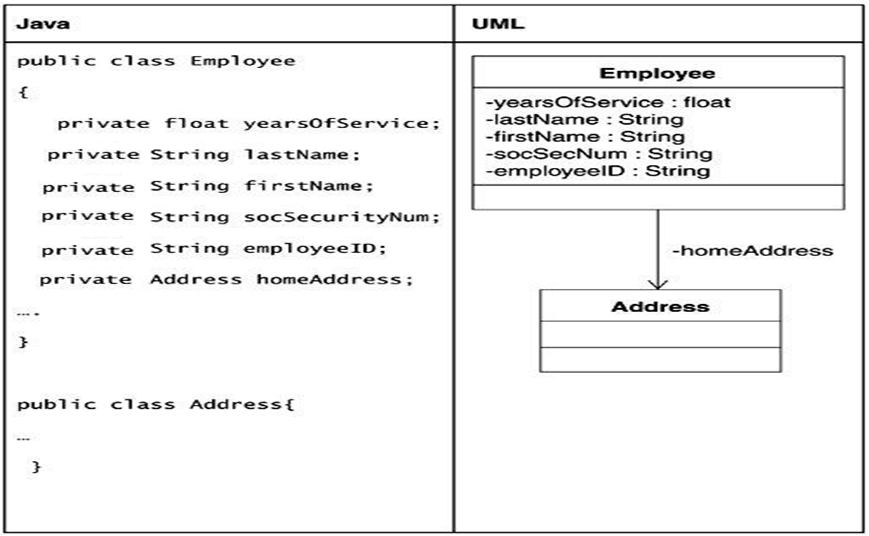 Java
public class Employee
{
private float yearsOfService;
private String lastName;
private String firstName;
private String socSecurityNum;
private String employeeID;
private Address homeAddress;
….
}
public class Address{
…
}
UML
Employee
-yearsOfService : float
-lastName : String
-firstName : String
-socSecNum : String
-employeeID : String
-homeAddress
Address